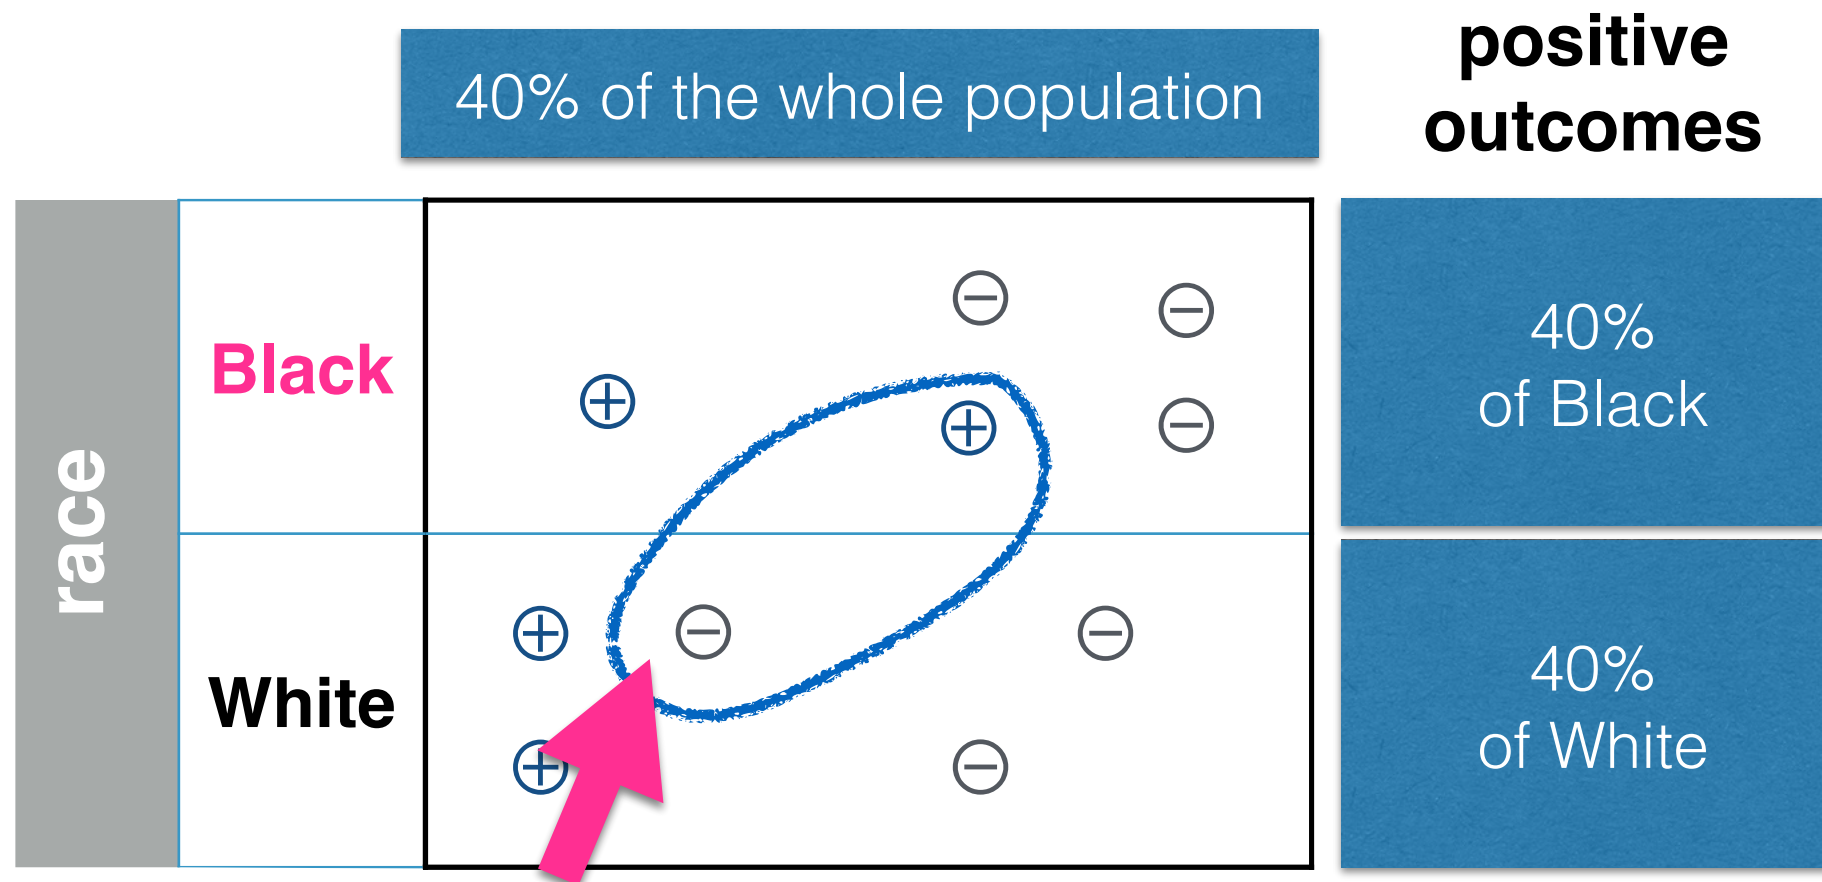 40% of the whole population
positive
outcomes
race
Black
40%
of Black
White
40%
of White